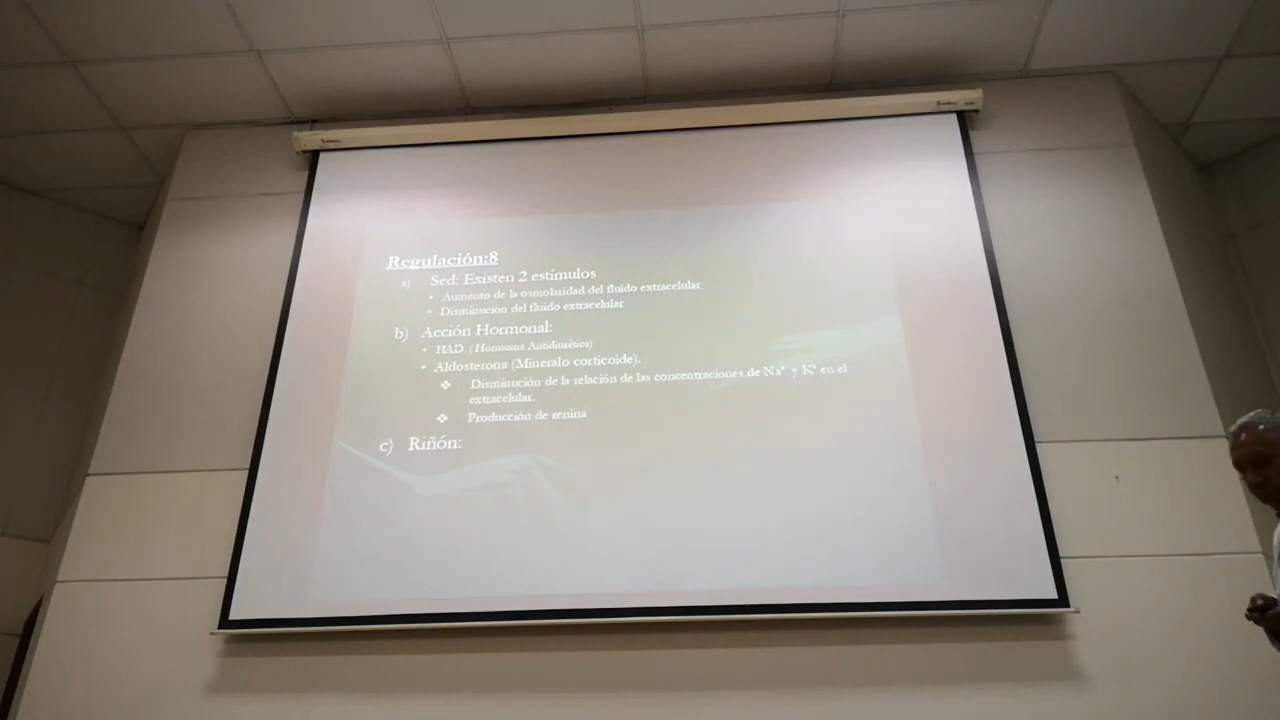 Regulación:8
a) Sed: Existen 2 estímulos
• Aumento de la osmolaridad del fluido extracelular
• Disminución del fluido extracelular
b) Acción Hormonal:
• HAD (Hormona Antidiurética)
• Aldosterona (Mineralo corticoide).
❖ Disminución de la relación de las concentraciones de Na⁺ y K⁺ en el
extracelular.
❖ Producción de renina
c) Riñón: